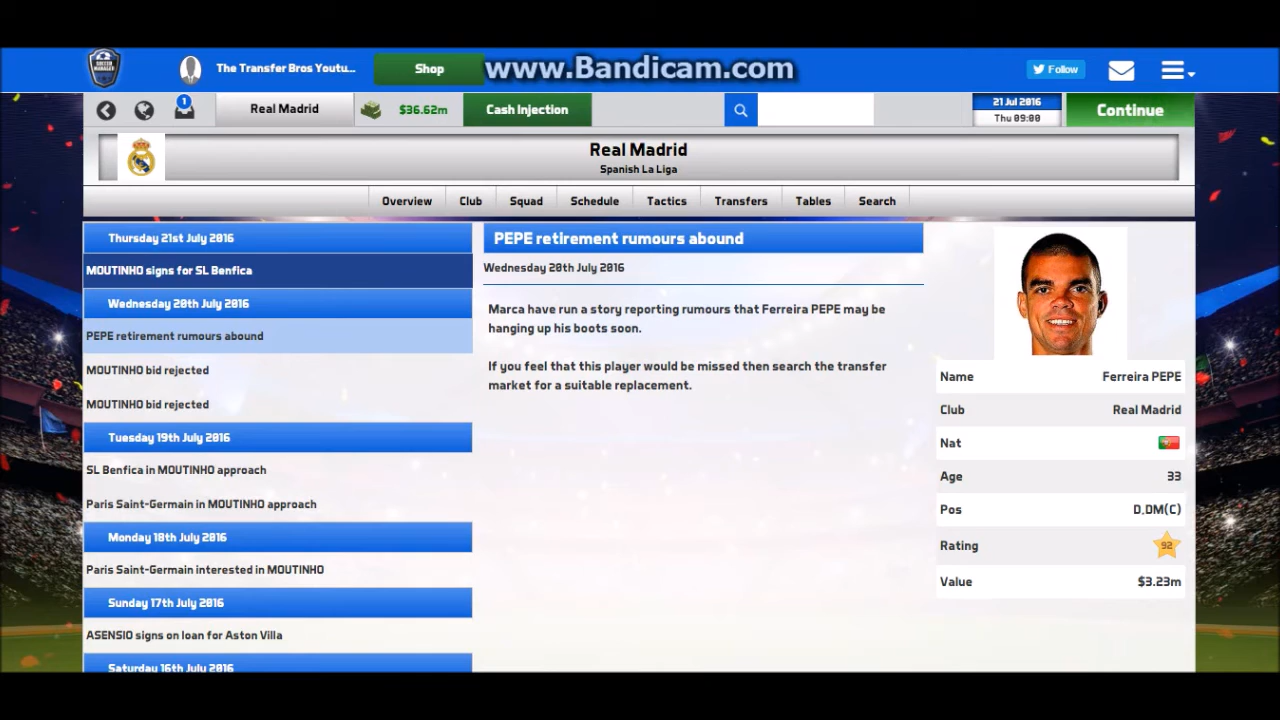 www.Bandicam.com
SOCCER MANAGER
The Transfer Bros Youtu...
Shop
Follow
1
Real Madrid
$36.62m
Cash Injection
21 Jul 2016
Thu 09:00
Continue
Real Madrid
Spanish La Liga
Overview
Club
Squad
Schedule
Tactics
Transfers
Tables
Search
Thursday 21st July 2016
MOUTINHO signs for SL Benfica
Wednesday 20th July 2016
PEPE retirement rumours abound
MOUTINHO bid rejected
MOUTINHO bid rejected
Tuesday 19th July 2016
SL Benfica in MOUTINHO approach
Paris Saint-Germain in MOUTINHO approach
Monday 18th July 2016
Paris Saint-Germain interested in MOUTINHO
Sunday 17th July 2016
ASENSIO signs on loan for Aston Villa
Saturday 16th July 2016
PEPE retirement rumours abound
Wednesday 20th July 2016
Marca have run a story reporting rumours that Ferreira PEPE may be
hanging up his boots soon.
If you feel that this player would be missed then search the transfer
market for a suitable replacement.
Name Ferreira PEPE
Club Real Madrid
Nat
Age 33
Pos D,DM(C)
Rating 92
Value $3.23m